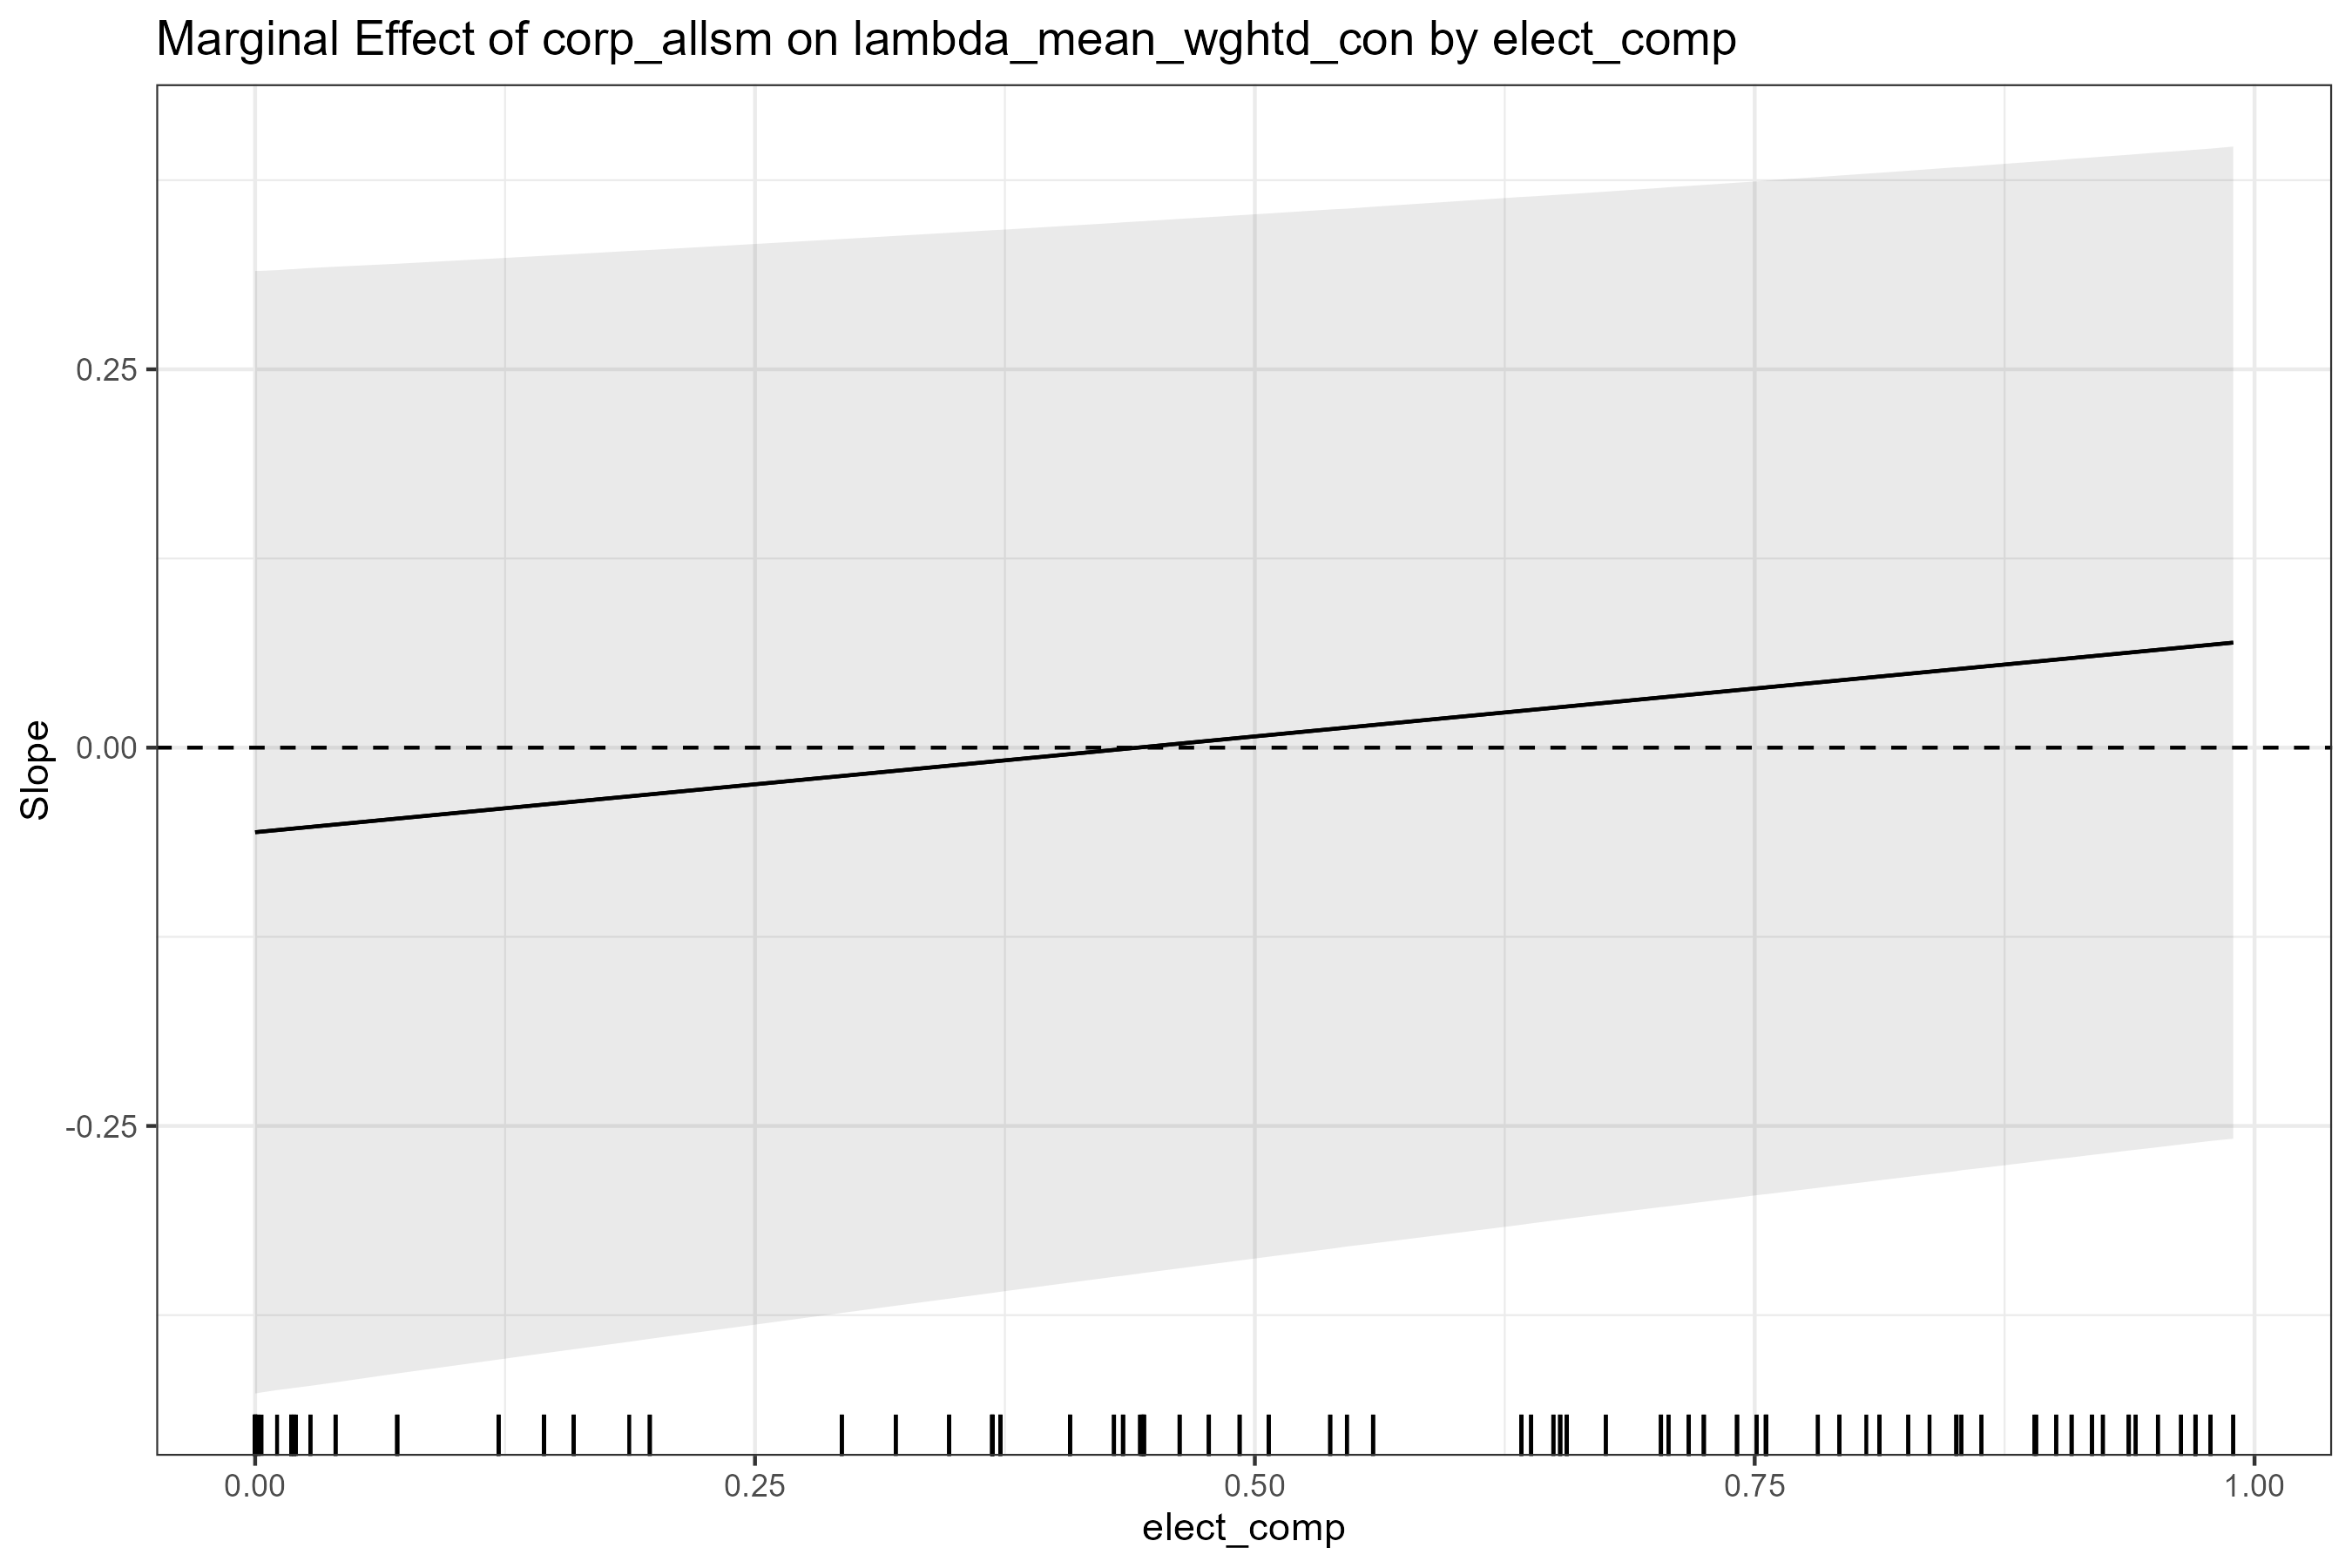 Marginal Effect of corp_allsm on lambda_mean_wghtd_con by elect_comp
Slope
0.25
0.00
-0.25
0.00 0.25 0.50 0.75 1.00
elect_comp